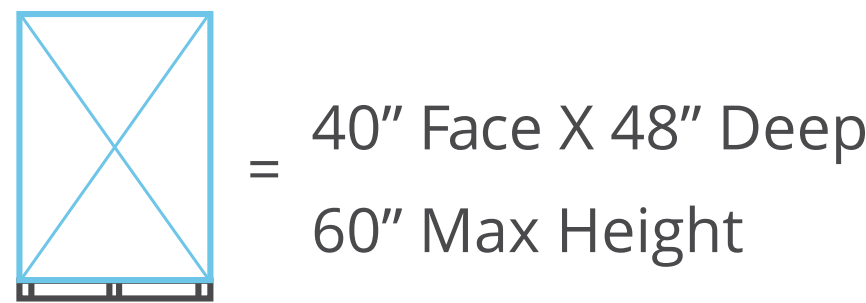 = 40” Face X 48” Deep
60” Max Height